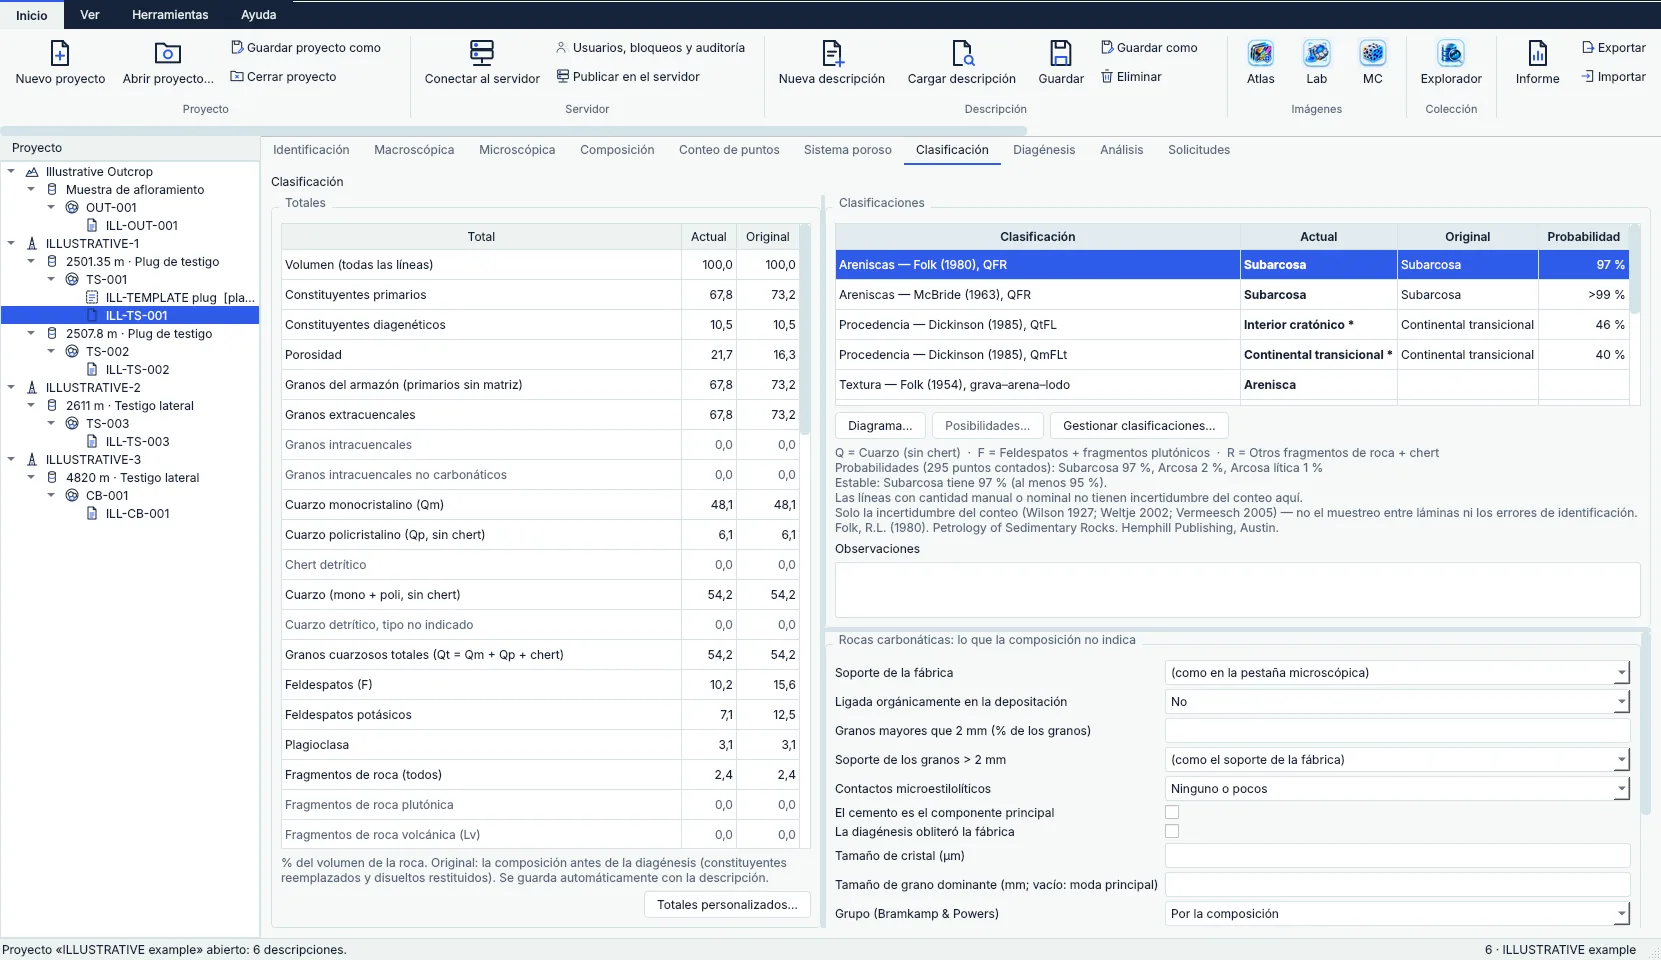 Inicio Ver Herramientas Ayuda
Nuevo proyecto Abrir proyecto... Guardar proyecto como Cerrar proyecto
Proyecto
Conectar al servidor Usuarios, bloqueos y auditoría Publicar en el servidor
Servidor
Nueva descripción Cargar descripción Guardar Guardar como Eliminar
Descripción
Atlas Lab MC
Imágenes
Explorador
Colección
Informe Exportar Importar
Proyecto
Illustrative Outcrop
Muestra de afloramiento
OUT-001
ILL-OUT-001
ILLUSTRATIVE-1
2501.35 m · Plug de testigo
TS-001
ILL-TEMPLATE plug [pla...
ILL-TS-001
2507.8 m · Plug de testigo
TS-002
ILL-TS-002
ILLUSTRATIVE-2
2611 m · Testigo lateral
TS-003
ILL-TS-003
ILLUSTRATIVE-3
4820 m · Testigo lateral
CB-001
ILL-CB-001
Identificación Macroscópica Microscópica Composición Conteo de puntos Sistema poroso Clasificación Diagénesis Análisis Solicitudes
Clasificación
Totales
Total Actual Original
Volumen (todas las líneas) 100,0 100,0
Constituyentes primarios 67,8 73,2
Constituyentes diagenéticos 10,5 10,5
Porosidad 21,7 16,3
Granos del armazón (primarios sin matriz) 67,8 73,2
Granos extracuencales 67,8 73,2
Granos intracuencales 0,0 0,0
Granos intracuencales no carbonáticos 0,0 0,0
Cuarzo monocristalino (Qm) 48,1 48,1
Cuarzo policristalino (Qp, sin chert) 6,1 6,1
Chert detrítico 0,0 0,0
Cuarzo (mono + poli, sin chert) 54,2 54,2
Cuarzo detrítico, tipo no indicado 0,0 0,0
Granos cuarzosos totales (Qt = Qm + Qp + chert) 54,2 54,2
Feldespatos (F) 10,2 15,6
Feldespatos potásicos 7,1 12,5
Plagioclasa 3,1 3,1
Fragmentos de roca (todos) 2,4 2,4
Fragmentos de roca plutónica 0,0 0,0
Fragmentos de roca volcánica (Lv) 0,0 0,0
% del volumen de la roca. Original: la composición antes de la diagénesis (constituyentes
reemplazados y disueltos restituidos). Se guarda automáticamente con la descripción.
Totales personalizados...
Clasificaciones
Clasificación Actual Original Probabilidad
Areniscas — Folk (1980), QFR Subarcosa Subarcosa 97 %
Areniscas — McBride (1963), QFR Subarcosa Subarcosa >99 %
Procedencia — Dickinson (1985), QtFL Interior cratónico * Continental transicional 46 %
Procedencia — Dickinson (1985), QmFLt Continental transicional * Continental transicional 40 %
Textura — Folk (1954), grava–arena–lodo Arenisca
Diagrama... Posibilidades... Gestionar clasificaciones...
Q = Cuarzo (sin chert) · F = Feldespatos + fragmentos plutónicos · R = Otros fragmentos de roca + chert
Probabilidades (295 puntos contados): Subarcosa 97 %, Arcosa 2 %, Arcosa lítica 1 %
Estable: Subarcosa tiene 97 % (al menos 95 %).
Las líneas con cantidad manual o nominal no tienen incertidumbre del conteo aquí.
Solo la incertidumbre del conteo (Wilson 1927; Weltje 2002; Vermeesch 2005) — no el muestreo entre láminas ni los errores de identificación.
Folk, R.L. (1980). Petrology of Sedimentary Rocks. Hemphill Publishing, Austin.
Observaciones
Rocas carbonáticas: lo que la composición no indica
Soporte de la fábrica (como en la pestaña microscópica)
Ligada orgánicamente en la depositación No
Granos mayores que 2 mm (% de los granos)
Soporte de los granos > 2 mm (como el soporte de la fábrica)
Contactos microestilolíticos Ninguno o pocos
El cemento es el componente principal
La diagénesis obliteró la fábrica
Tamaño de cristal (µm)
Tamaño de grano dominante (mm; vacío: moda principal)
Grupo (Bramkamp & Powers) Por la composición
Proyecto «ILLUSTRATIVE example» abierto: 6 descripciones.
6 · ILLUSTRATIVE example